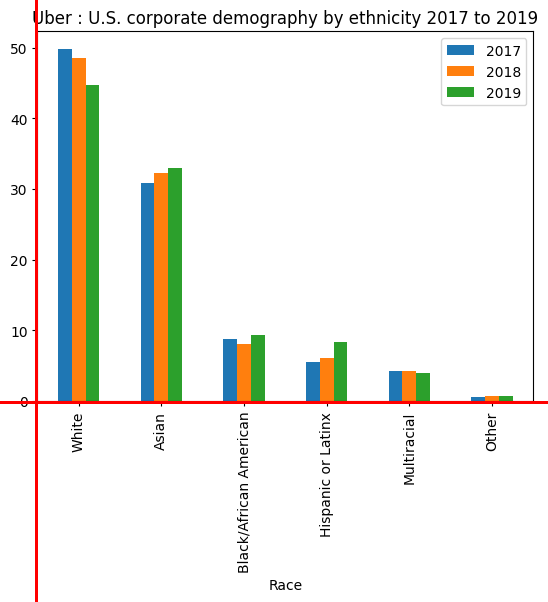 Uber : U.S. corporate demography by ethnicity 2017 to 2019
2017
2018
2019
50
40
30
20
10
0
White
Asian
Black/African American
Hispanic or Latinx
Multiracial
Other
Race